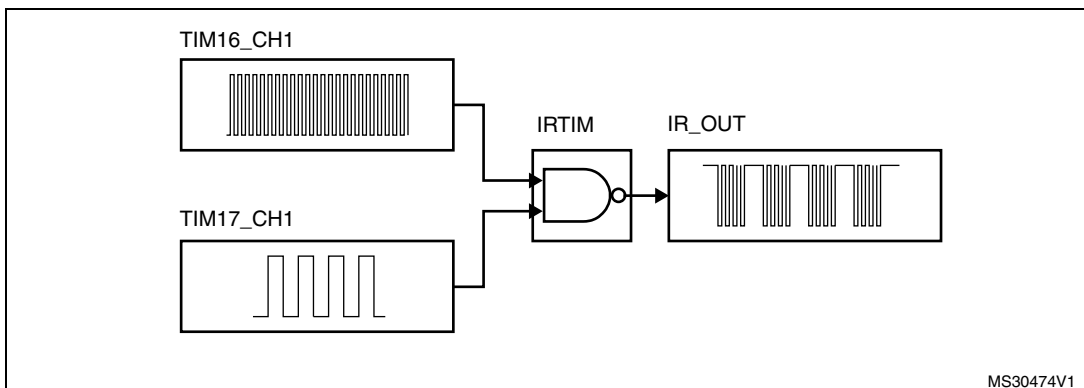 TIM16_CH1
IRTIM
IR_OUT
TIM17_CH1
MS30474V1